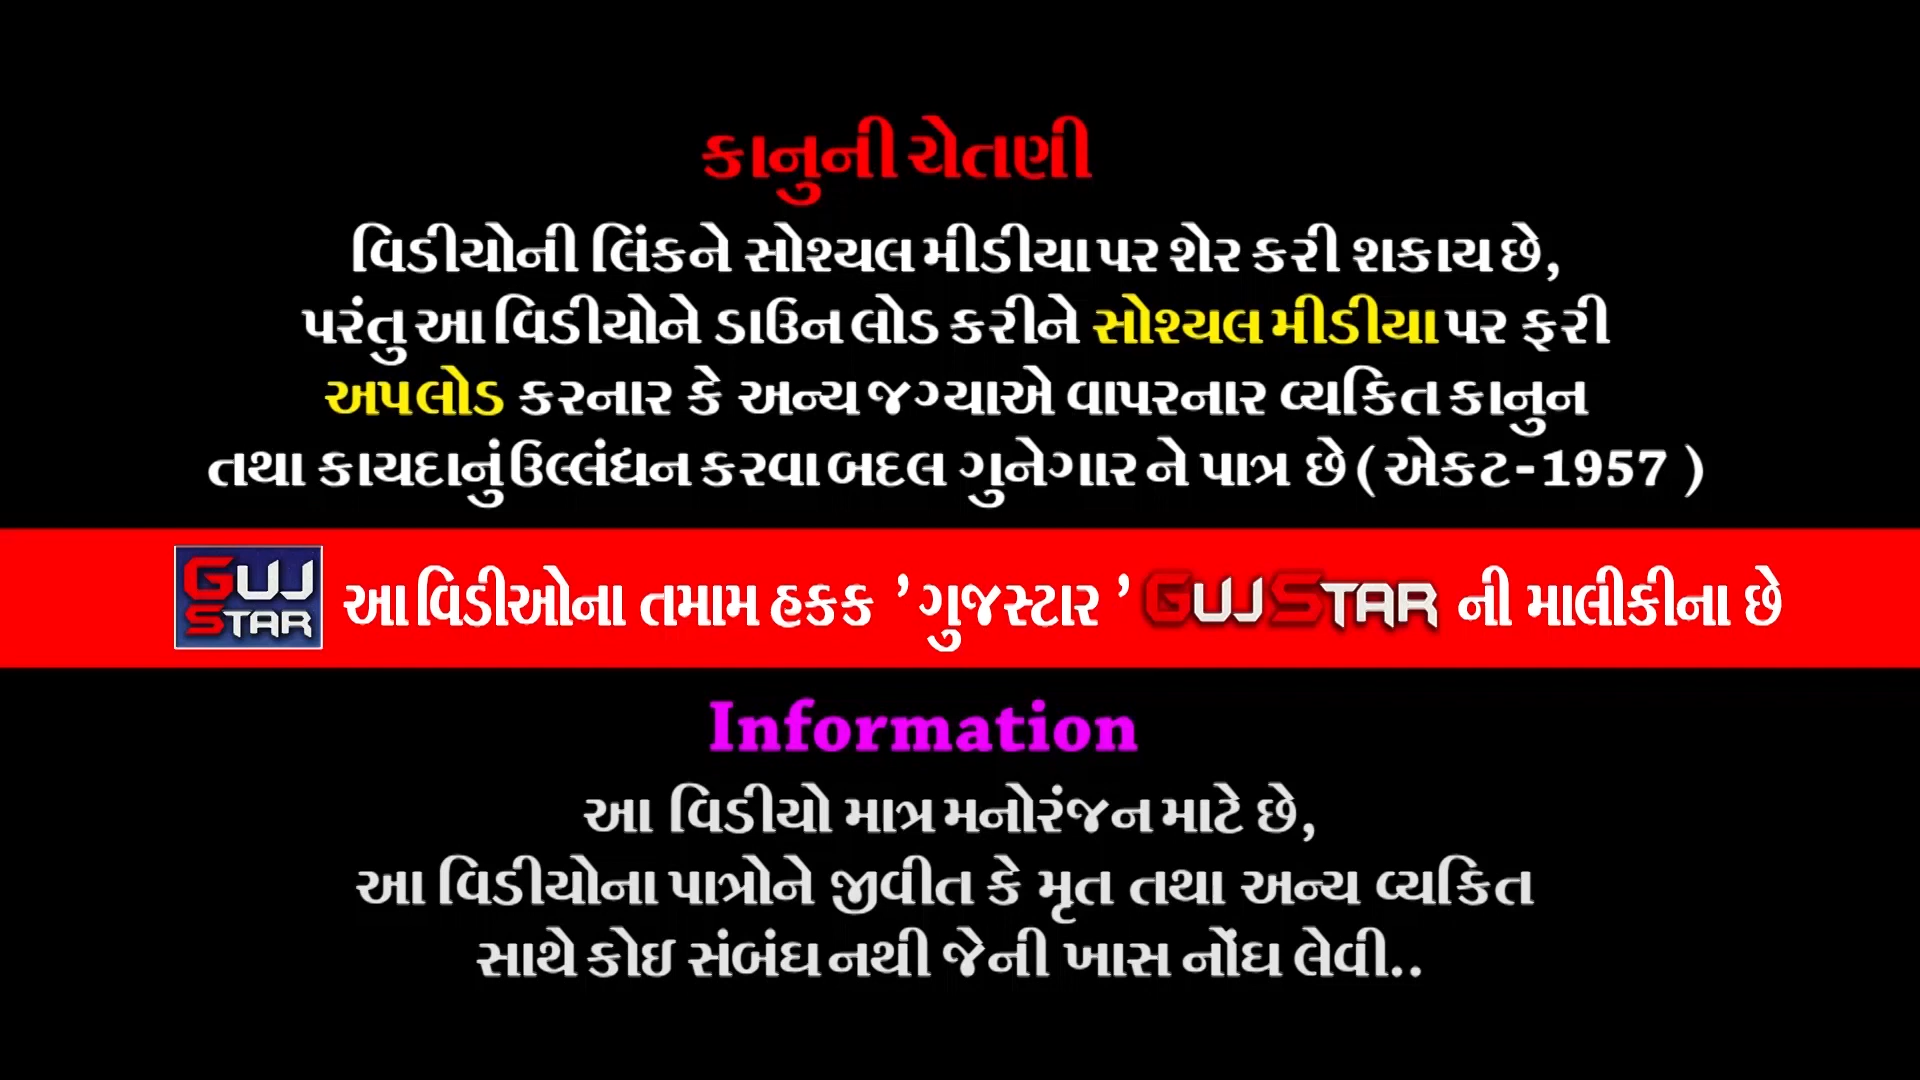 કાનુની ચેતણી
વિડીયોની લિંકને સોશ્યલ મીડીયા પર શેર કરી શકાય છે,
પરંતુ આ વિડીયોને ડાઉનલોડ કરીને સોશ્યલ મીડીયા પર ફરી
અપલોડ કરનાર કે અન્ય જગ્યાએ વાપરનાર વ્યકિત કાનુન
તથા કાયદાનું ઉલ્લંઘન કરવા બદલ ગુનેગાર ને પાત્ર છે ( એકટ-1957 )
GUJ STAR આ વિડીઓના તમામ હકક ’ ગુજસ્ટાર ’ GUJ STAR ની માલીકીના છે
Information
આ વિડીયો માત્ર મનોરંજન માટે છે,
આ વિડીયોના પાત્રોને જીવીત કે મૃત તથા અન્ય વ્યકિત
સાથે કોઇ સંબંઘ નથી જેની ખાસ નોંઘ લેવી..